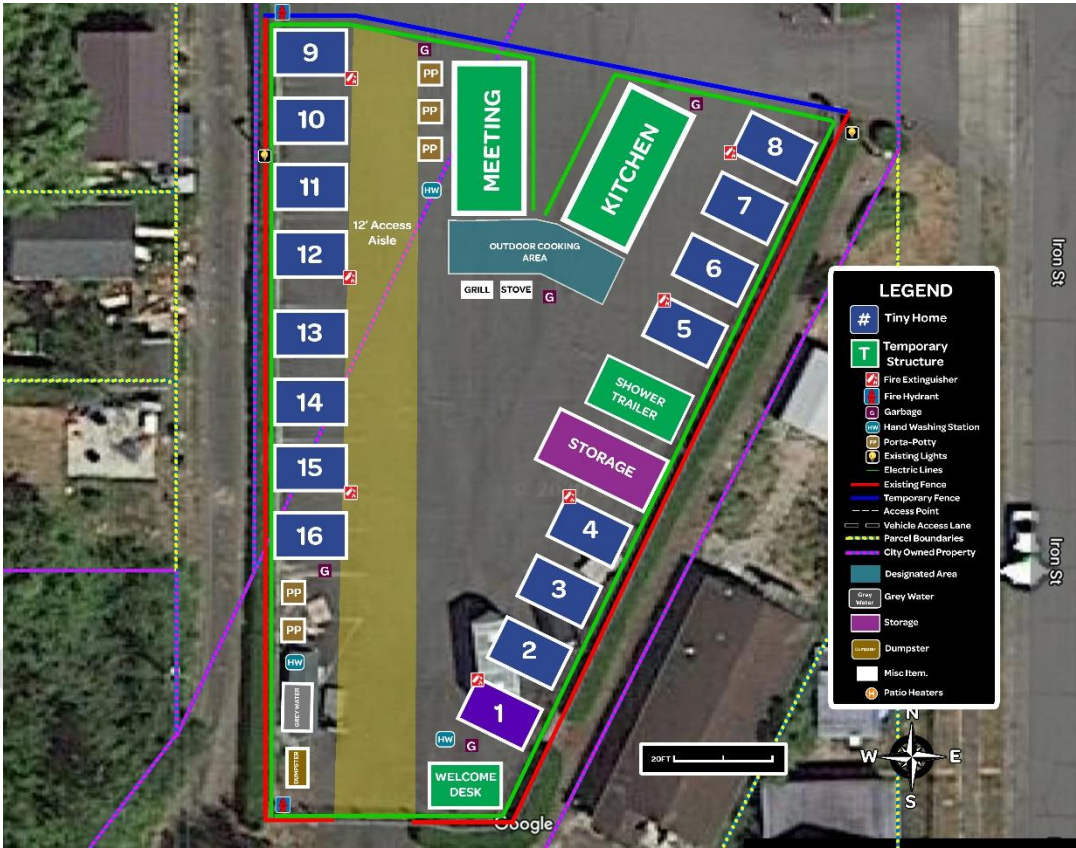 9
10
11
12
13
14
15
16
G
PP
PP
PP
HW
MEETING
KITCHEN
G
8
7
6
5
12' Access
Aisle
OUTDOOR COOKING
AREA
GRILL
STOVE
G
SHOWER
TRAILER
STORAGE
4
3
2
1
G
PP
PP
HW
GREY WATER
DUMPSTER
HW
G
WELCOME
DESK
Google
20FT
Iron St
Iron St
LEGEND
# Tiny Home
T Temporary
Structure
Fire Extinguisher
Fire Hydrant
G Garbage
HW Hand Washing Station
PP Porta-Potty
Existing Lights
Electric Lines
Existing Fence
Temporary Fence
Access Point
Vehicle Access Lane
Parcel Boundaries
City Owned Property
Designated Area
Grey
Water
Grey Water
Storage
Dumpster Dumpster
Misc Item.
H Patio Heaters
N
W
E
S